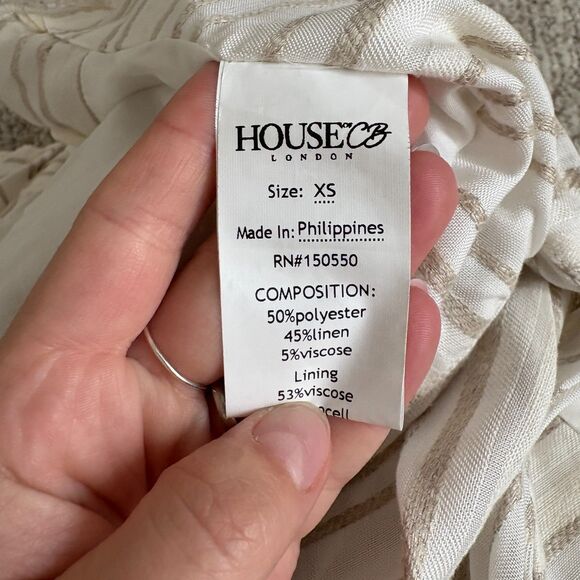 HOUSE OF CB
LONDON
Size: XS
Made In: Philippines
RN#150550
COMPOSITION:
50%polyester
45%linen
5%viscose
Lining
53%viscose